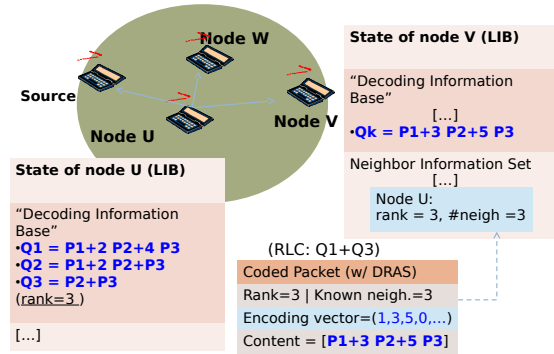 Node W
Source
Node U
Node V
State of node V (LIB)
“Decoding Information
Base”
[...]
•Qk = P1+3 P2+5 P3
Neighbor Information Set
[...]
Node U:
rank = 3, #neigh =3
State of node U (LIB)
“Decoding Information
Base”
•Q1 = P1+2 P2+4 P3
•Q2 = P1+2 P2+P3
•Q3 = P2+P3
(rank=3 )
[...]
(RLC: Q1+Q3)
Coded Packet (w/ DRAS)
Rank=3 | Known neigh.=3
Encoding vector=(1,3,5,0,...)
Content = [P1+3 P2+5 P3]